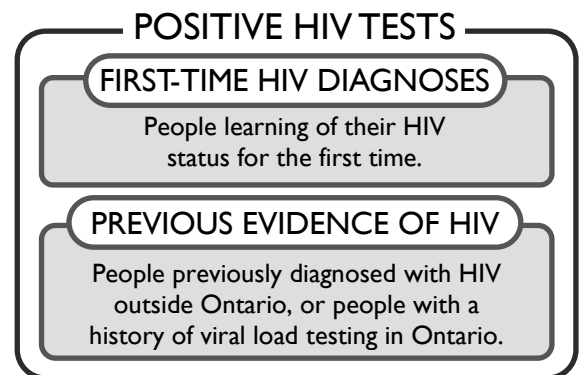 POSITIVE HIV TESTS
FIRST-TIME HIV DIAGNOSES
People learning of their HIV
status for the first time.
PREVIOUS EVIDENCE OF HIV
People previously diagnosed with HIV
outside Ontario, or people with a
history of viral load testing in Ontario.